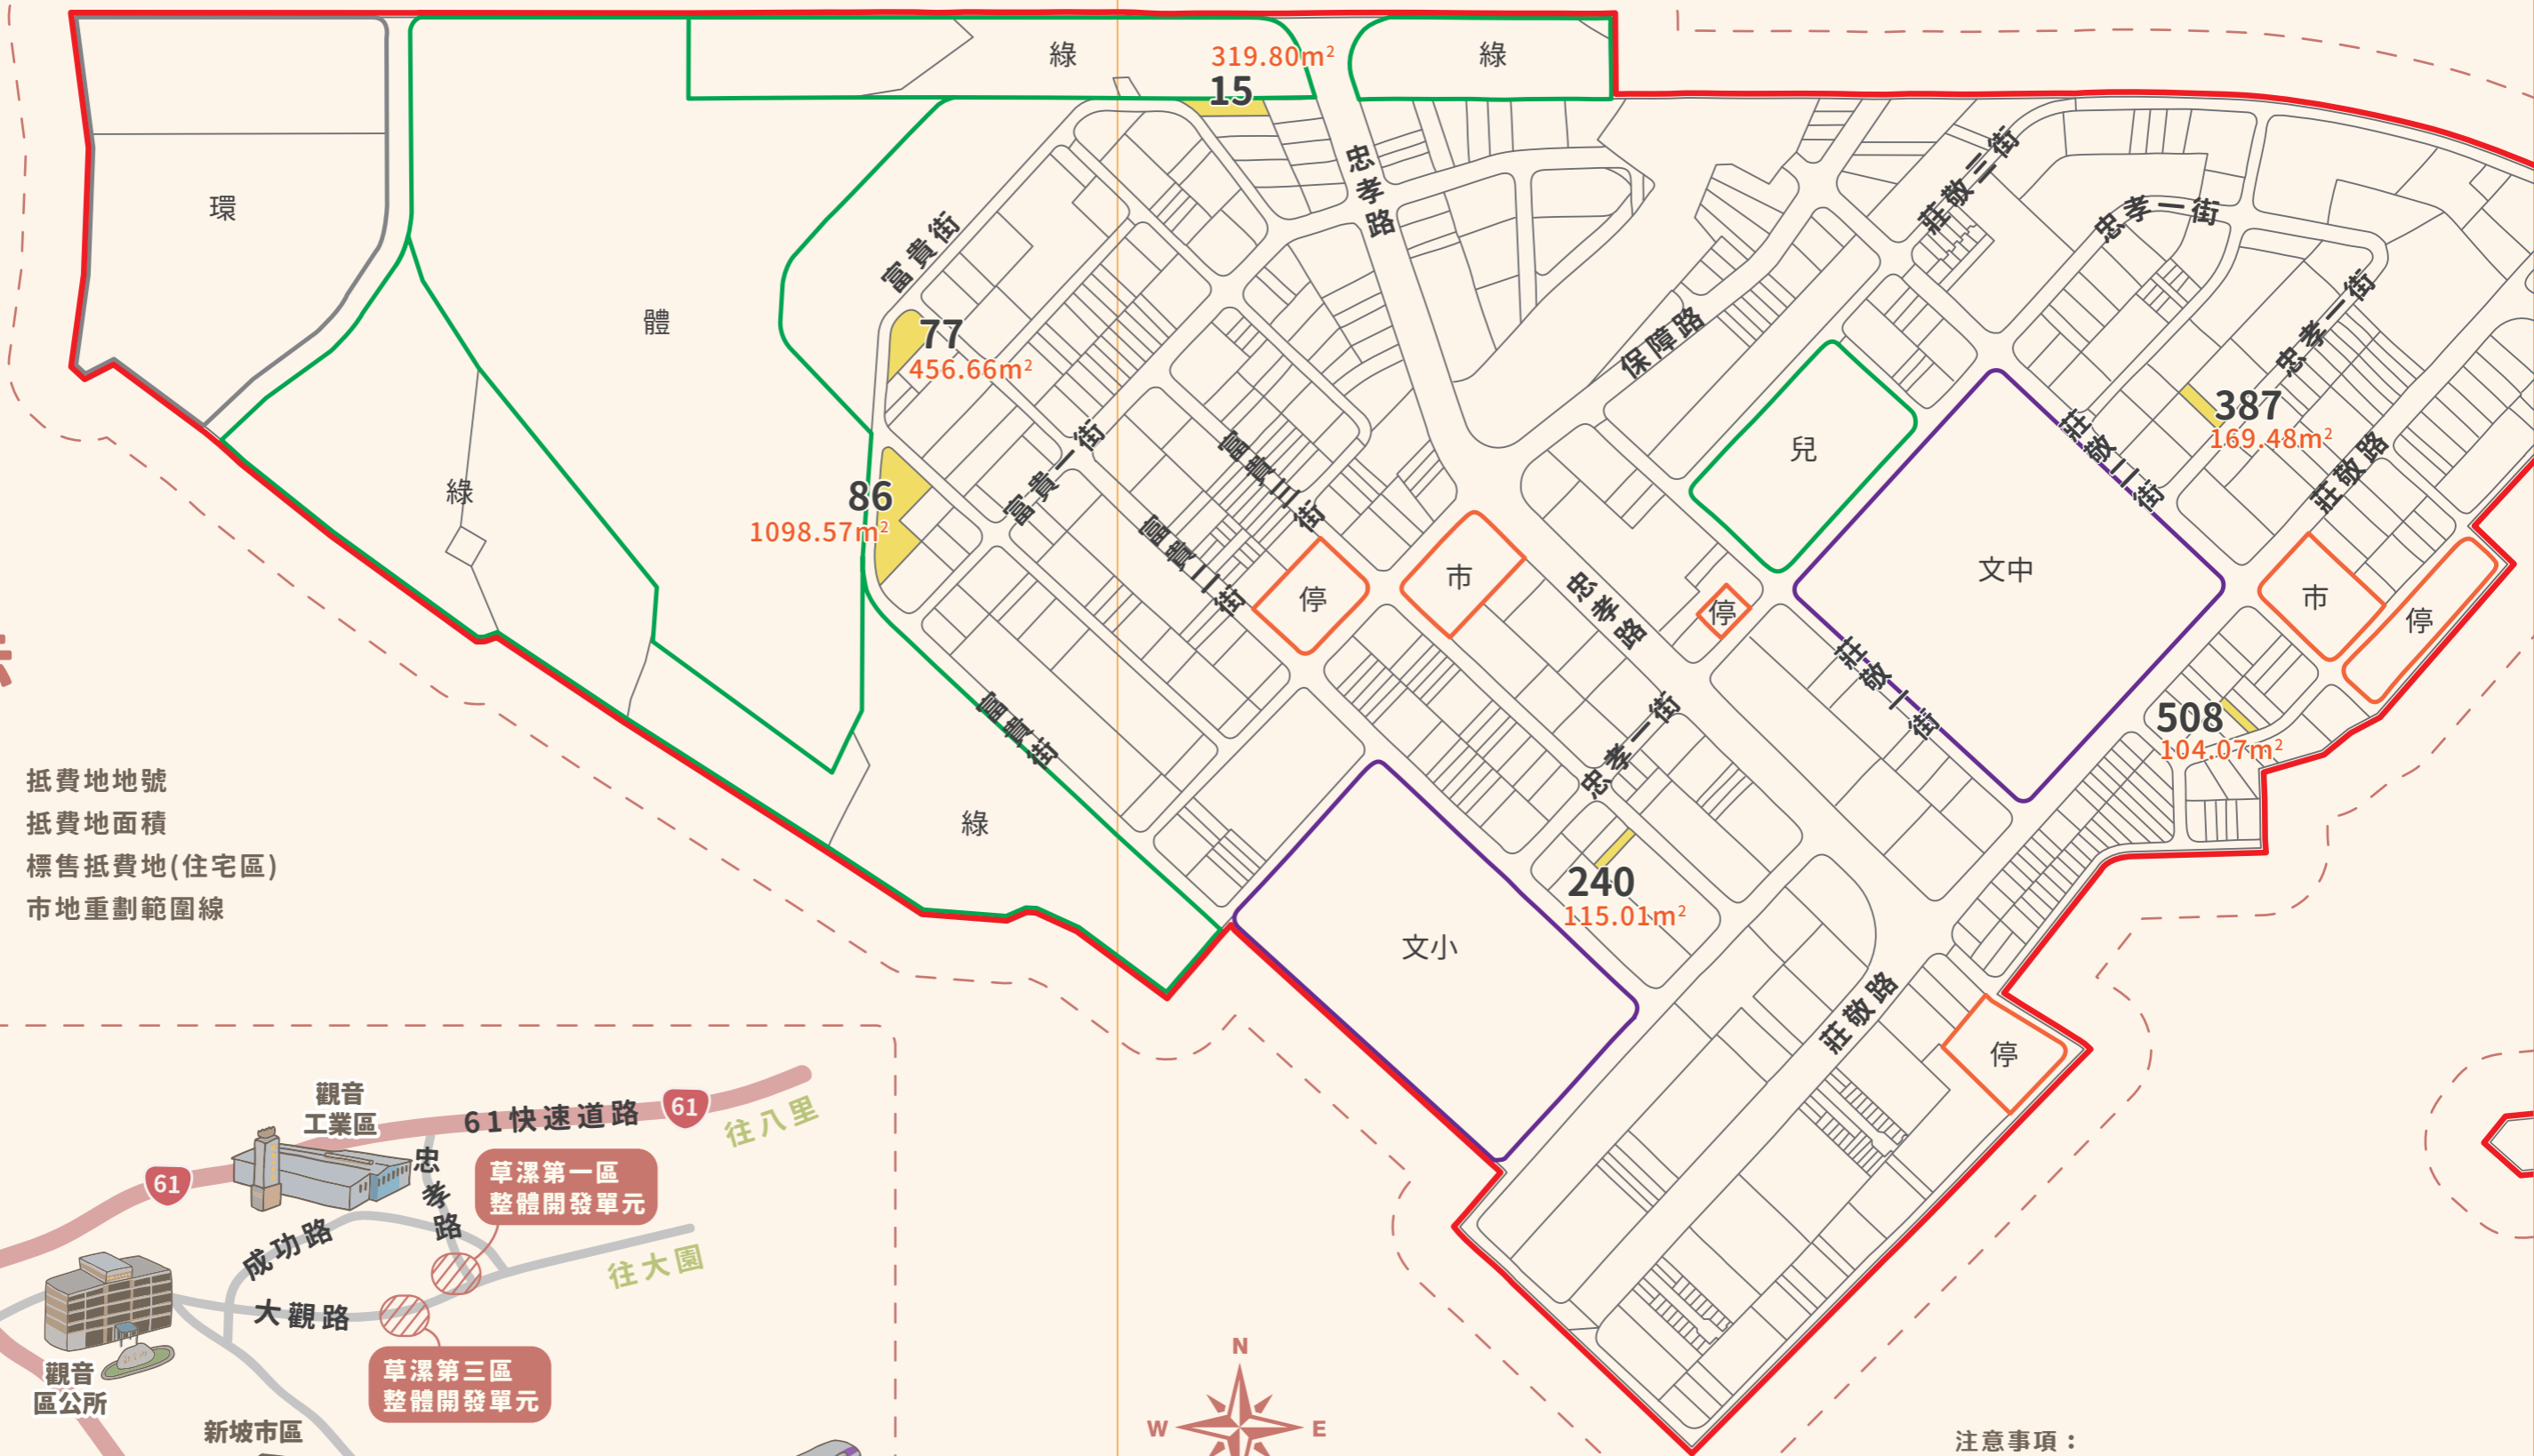 綠
319.80m²
15
綠
環
體
忠孝路
莊敬三街
忠孝一街
富貴街
77
456.66m²
保障路
忠孝一街
387
169.48m²
兒
莊敬二街
莊敬路
富貴一街
富貴三街
86
1098.57m²
綠
富貴二街
停
市
忠孝路
停
文中
市
停
莊敬一街
富貴街
忠孝一街
508
104.07m²
綠
240
115.01m²
文小
莊敬路
停
抵費地地號
抵費地面積
標售抵費地(住宅區)
市地重劃範圍線
觀音
工業區
61快速道路
61
往八里
61
忠孝路
草漯第一區
整體開發單元
成功路
往大園
大觀路
草漯第三區
整體開發單元
觀音
區公所
新坡市區
N
W
E
注意事項：